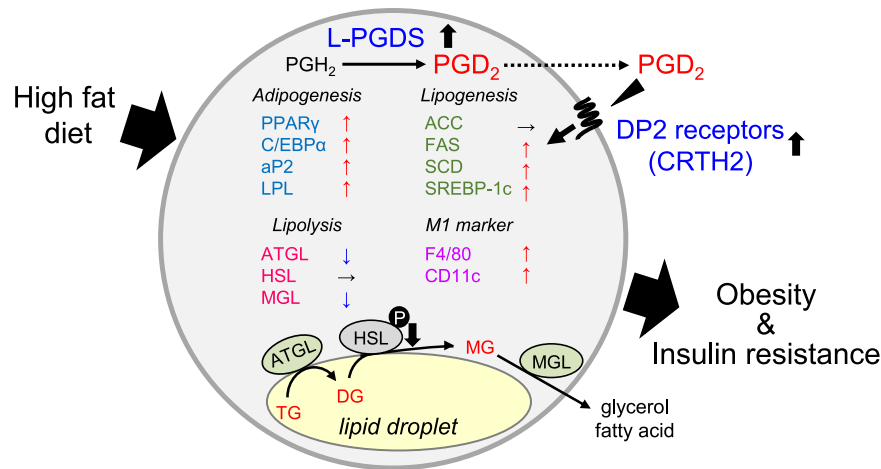 L-PGDS
PGH2 PGD2 PGD2
High fat
diet
Adipogenesis
PPARγ ↑
C/EBPα ↑
aP2 ↑
LPL ↑
Lipogenesis
ACC →
FAS ↑
SCD ↑
SREBP-1c ↑
DP2 receptors
(CRTH2)
Lipolysis
ATGL ↓
HSL →
MGL ↓
M1 marker
F4/80 ↑
CD11c ↑
Obesity
&
Insulin resistance
P
HSL
ATGL
MG
MGL
TG
DG
lipid droplet
glycerol
fatty acid